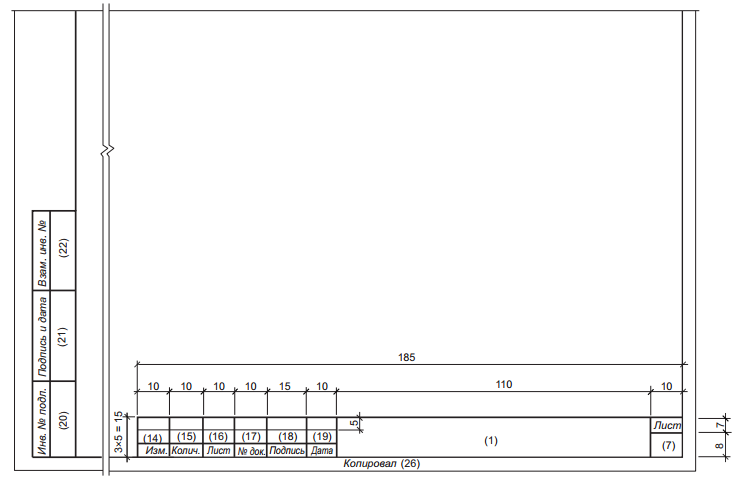 Взам. инв. №
(22)
Подпись и дата
(21)
Инв. № подл.
(20)
185
10 10 10 10 15 10 110 10
3×5 = 15
5
(14) (15) (16) (17) (18) (19)
Изм. Колич. Лист № док. Подпись Дата
(1)
Лист
(7)
7
8
Копировал (26)